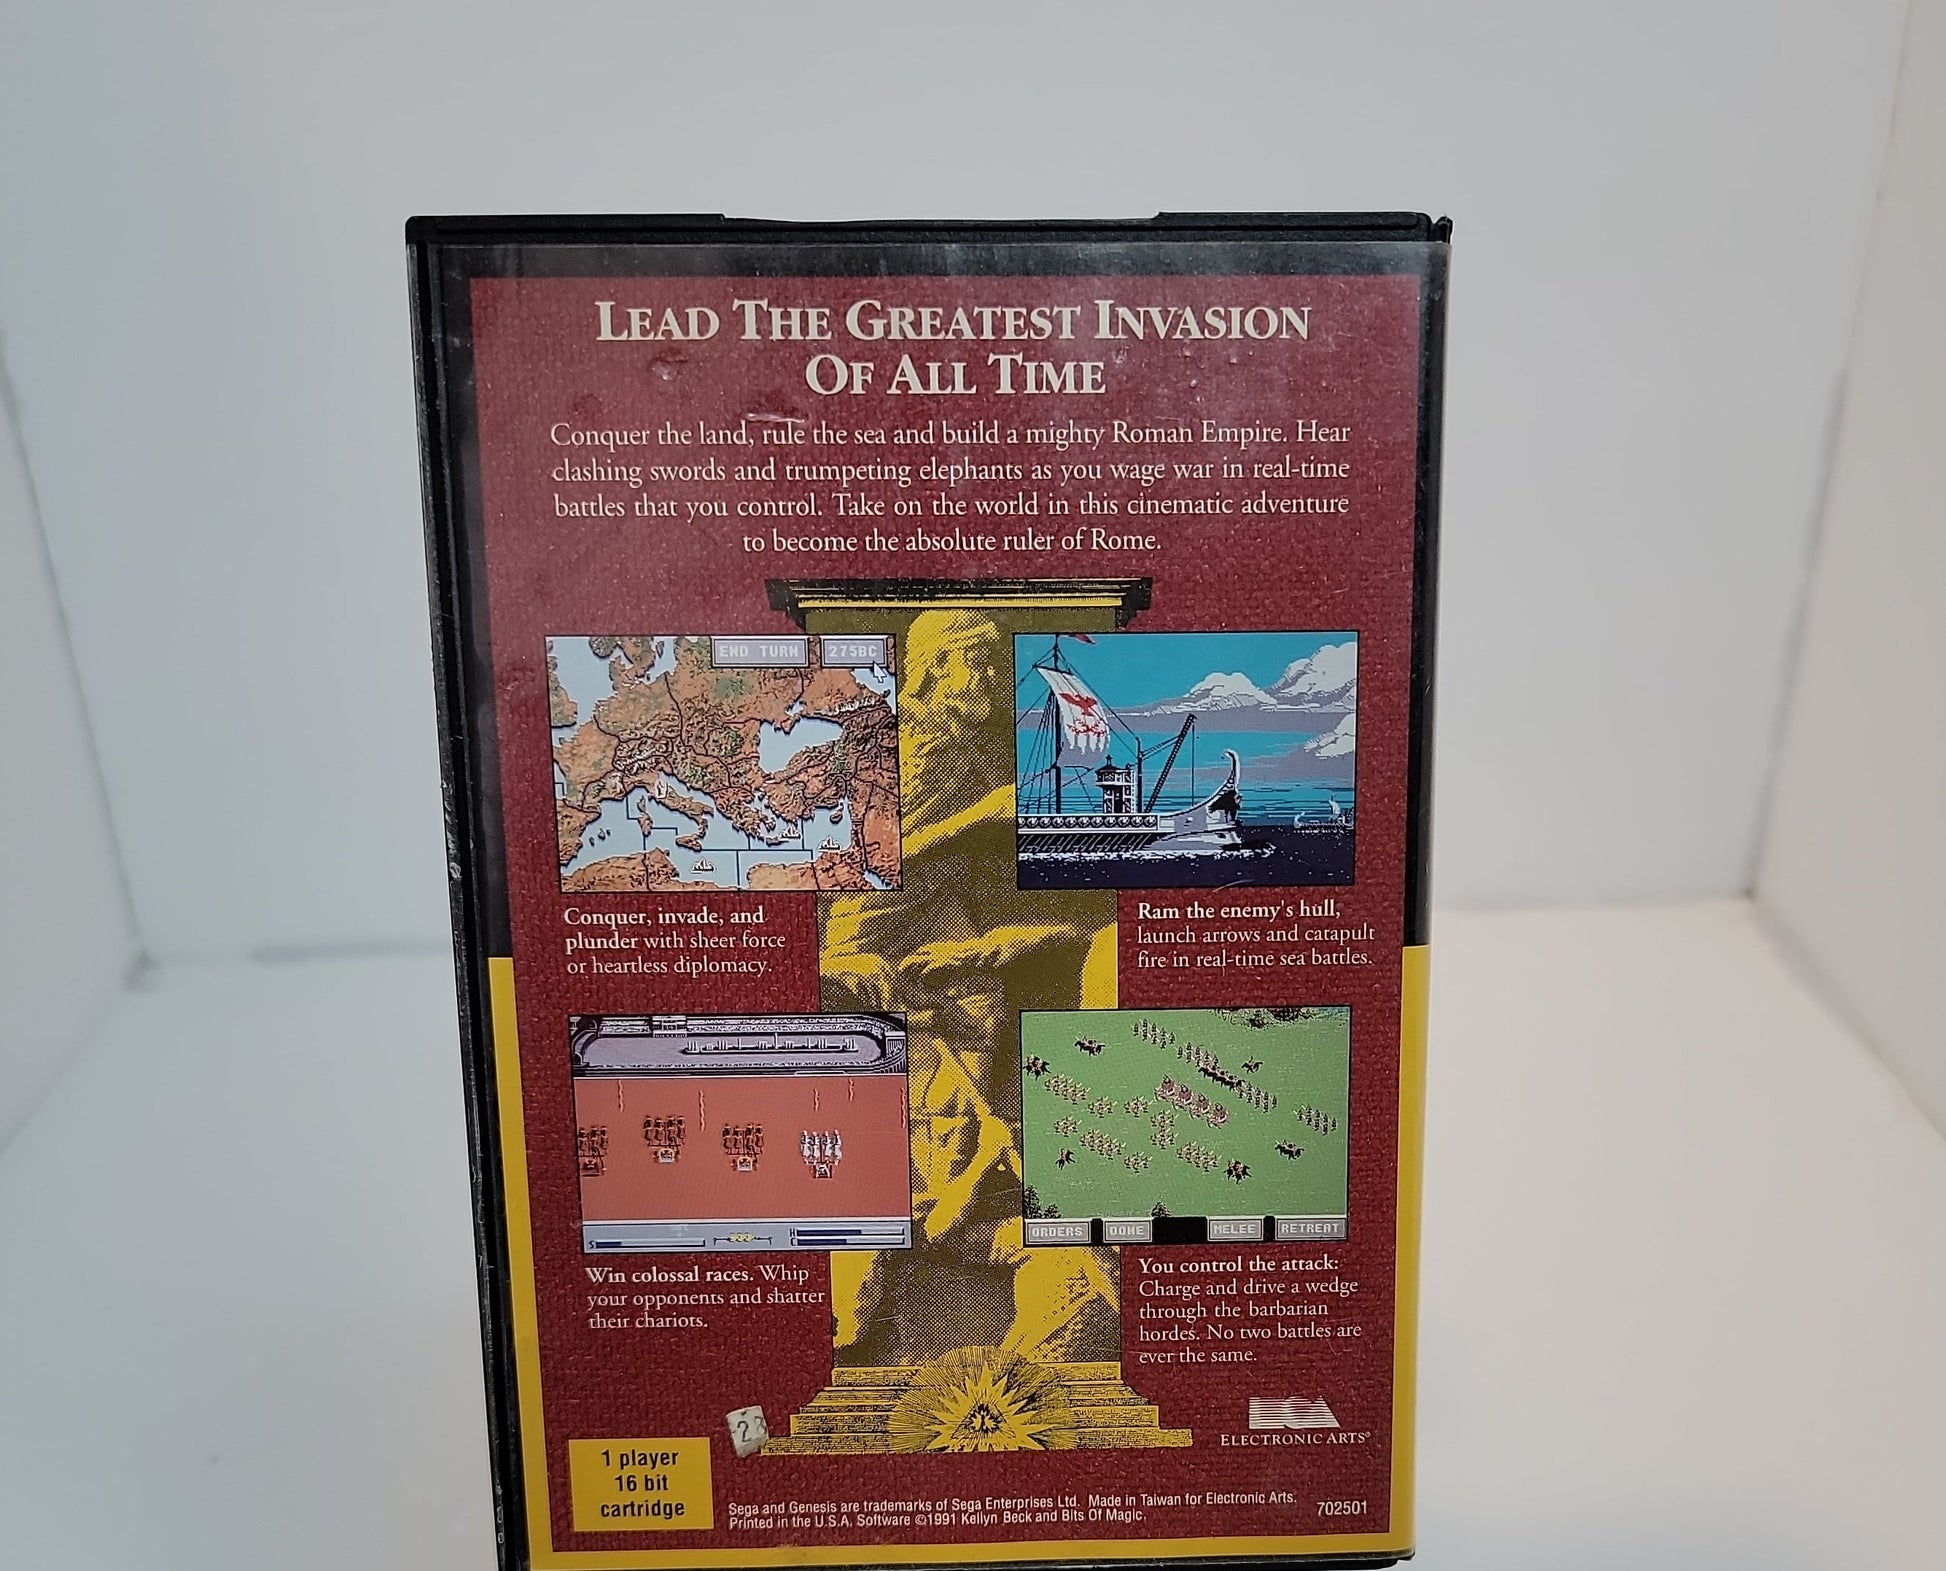 LEAD THE GREATEST INVASION
OF ALL TIME
Conquer the land, rule the sea and build a mighty Roman Empire. Hear
clashing swords and trumpeting elephants as you wage war in real-time
battles that you control. Take on the world in this cinematic adventure
to become the absolute ruler of Rome.
END TURN 275BC
Conquer, invade, and
plunder with sheer force
or heartless diplomacy.
Ram the enemy's hull,
launch arrows and catapult
fire in real-time sea battles.
S H
C
ORDERS DONE MELEE RETREAT
Win colossal races. Whip
your opponents and shatter
their chariots.
You control the attack:
Charge and drive a wedge
through the barbarian
hordes. No two battles are
ever the same.
23
EA
ELECTRONIC ARTS®
1 player
16 bit
cartridge
Sega and Genesis are trademarks of Sega Enterprises Ltd. Made in Taiwan for Electronic Arts.
Printed in the U.S.A. Software ©1991 Kellyn Beck and Bits Of Magic.
702501